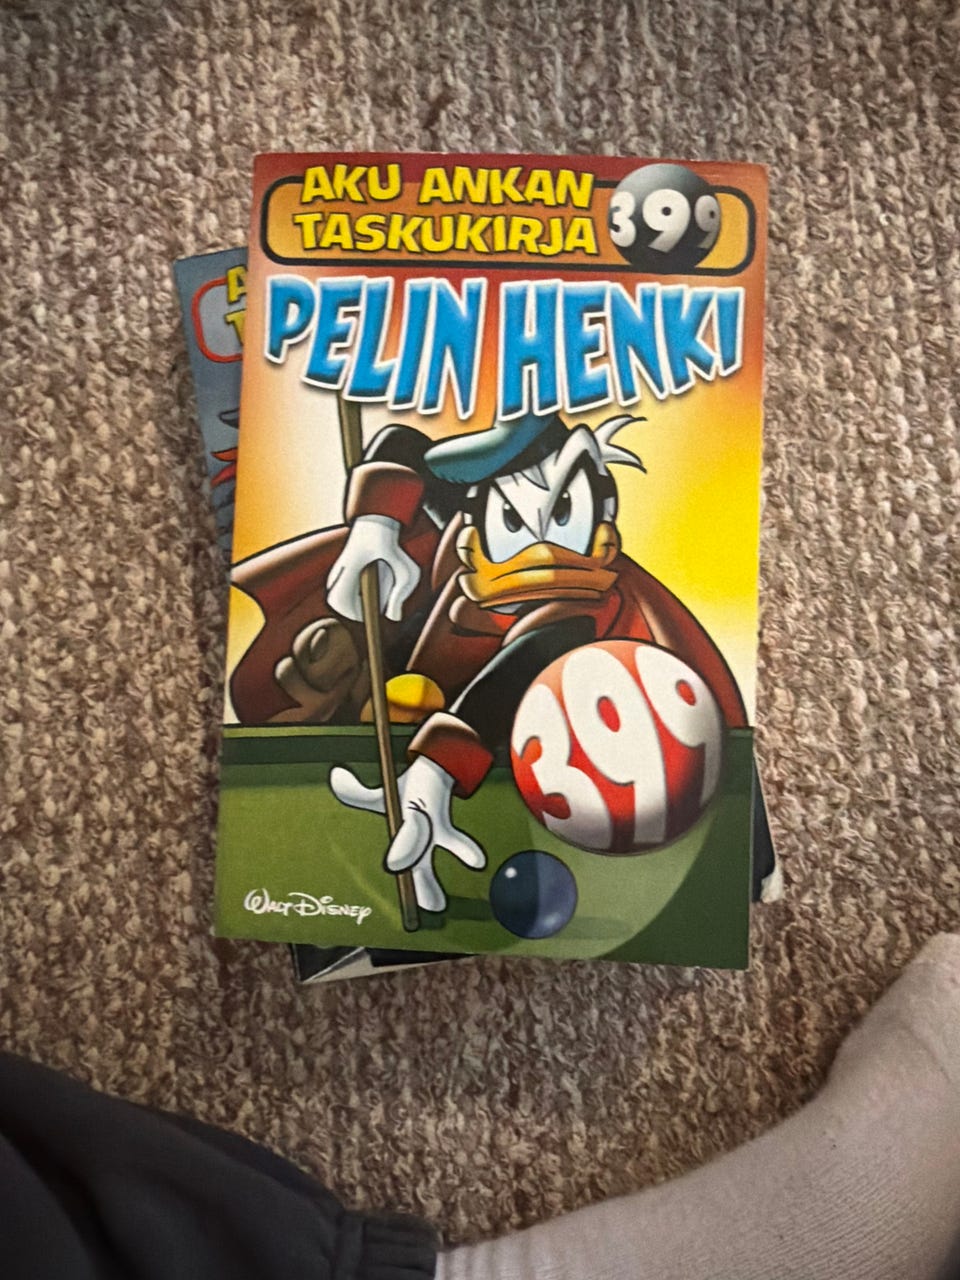 AKU ANKAN
TASKUKIRJA
399
PELIN HENKI
399
WALT DISNEY